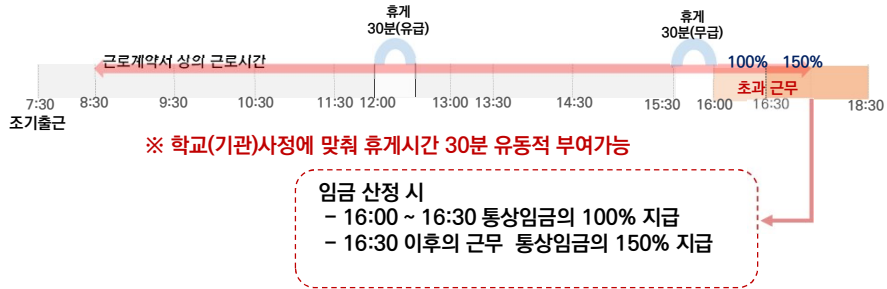 휴게
30분(유급)
휴게
30분(무급)
근로계약서 상의 근로시간
100% 150%
초과 근무
7:30 8:30 9:30 10:30 11:30 12:00 13:00 13:30 14:30 15:30 16:00 16:30 18:30
조기출근
※ 학교(기관)사정에 맞춰 휴게시간 30분 유동적 부여가능
임금 산정 시
- 16:00 ~ 16:30 통상임금의 100% 지급
- 16:30 이후의 근무 통상임금의 150% 지급